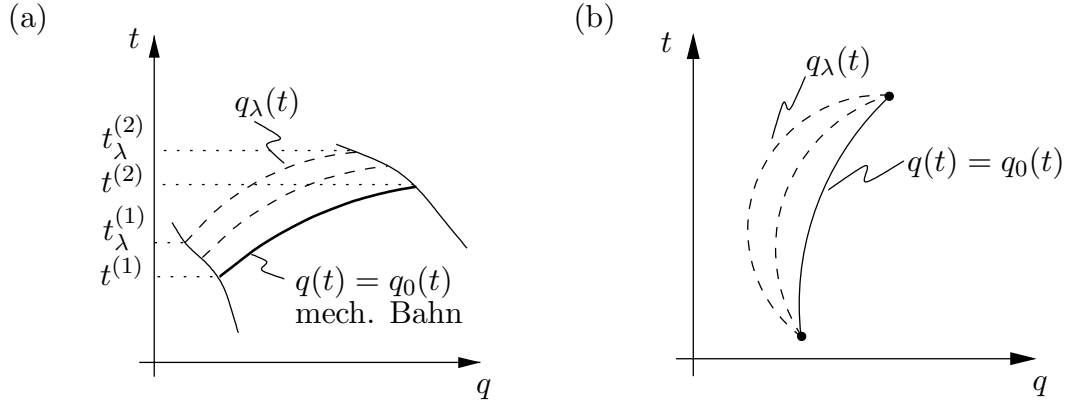 (a)
t
q_λ(t)
t_λ^(2)
t^(2)
t_λ^(1)
t^(1)
q(t) = q_0(t)
mech. Bahn
q
(b)
t
q_λ(t)
q(t) = q_0(t)
q